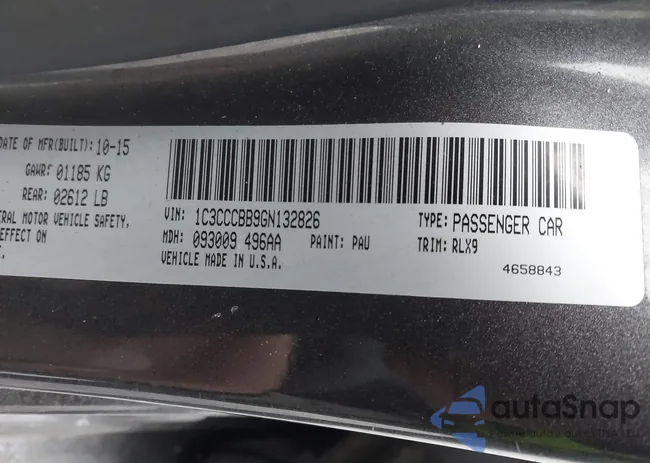 DATE OF MFR(BUILT): 10-15
GAWR: 01185 KG
REAR: 02612 LB
ERAL MOTOR VEHICLE SAFETY,
EFFECT ON
VIN: 1C3CCCBB9GN132826
TYPE: PASSENGER CAR
MDH: 093009 496AA
PAINT: PAU
TRIM: RLX9
VEHICLE MADE IN U.S.A.
4658843
autoSnap